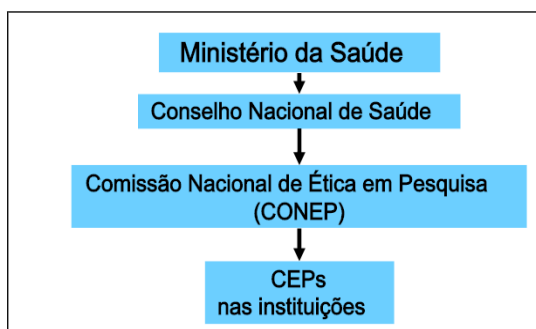 Ministério da Saúde
Conselho Nacional de Saúde
Comissão Nacional de Ética em Pesquisa
(CONEP)
CEPs
nas instituições